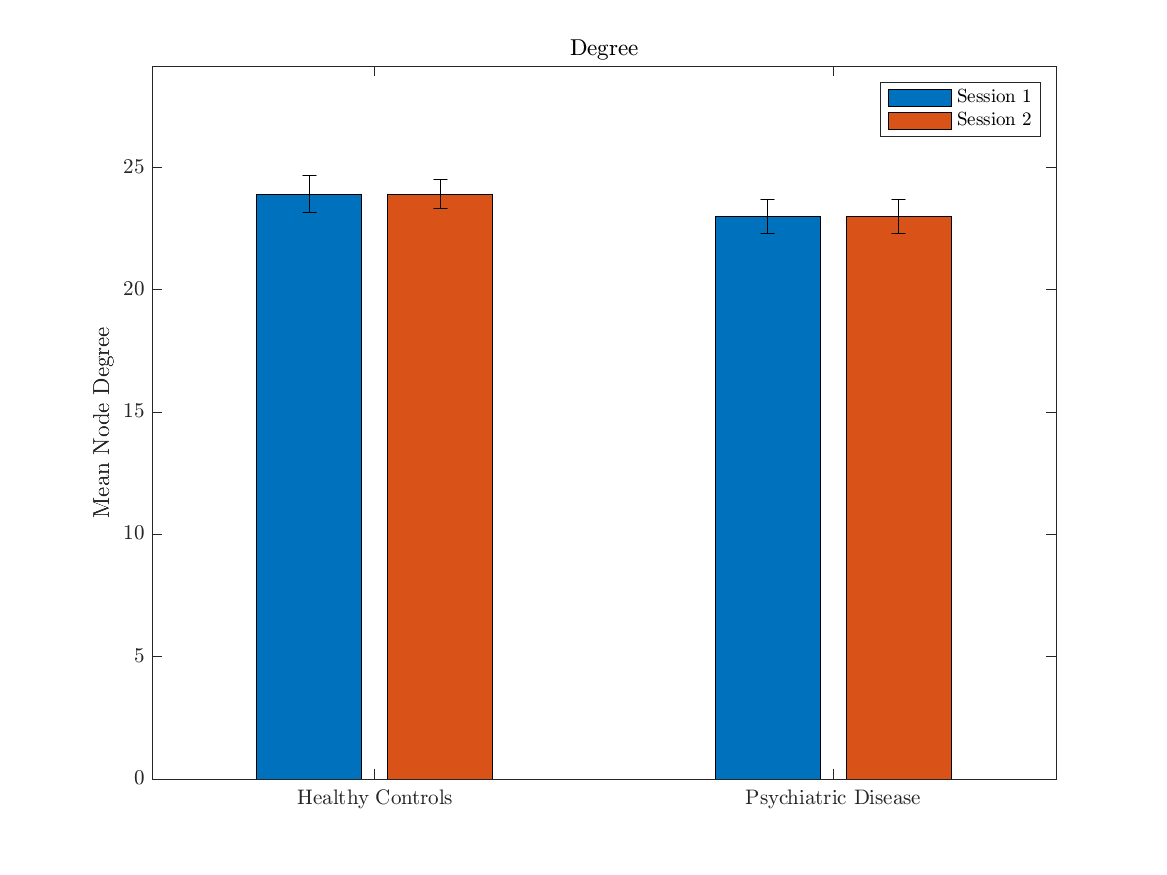 Degree
Session 1
Session 2
25
20
15
10
5
0
Mean Node Degree
Healthy Controls
Psychiatric Disease